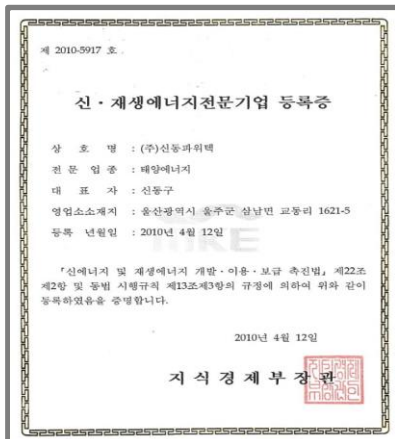 제 2010-5917 호
신 · 재생에너지전문기업 등록증
상 호 명 : (주)신동파워텍
전 문 업 종 : 태양에너지
대 표 자 : 신동구
영업소소재지 : 울산광역시 울주군 삼남면 교동리 1621-5
등록 년월일 : 2010년 4월 12일
MKE
「신에너지 및 재생에너지 개발 · 이용 · 보급 촉진법」 제22조
제2항 및 동법 시행규칙 제13조제3항의 규정에 의하여 위와 같이
등록하였음을 증명합니다.
2010년 4월 12일
지 식 경 제 부 장 관